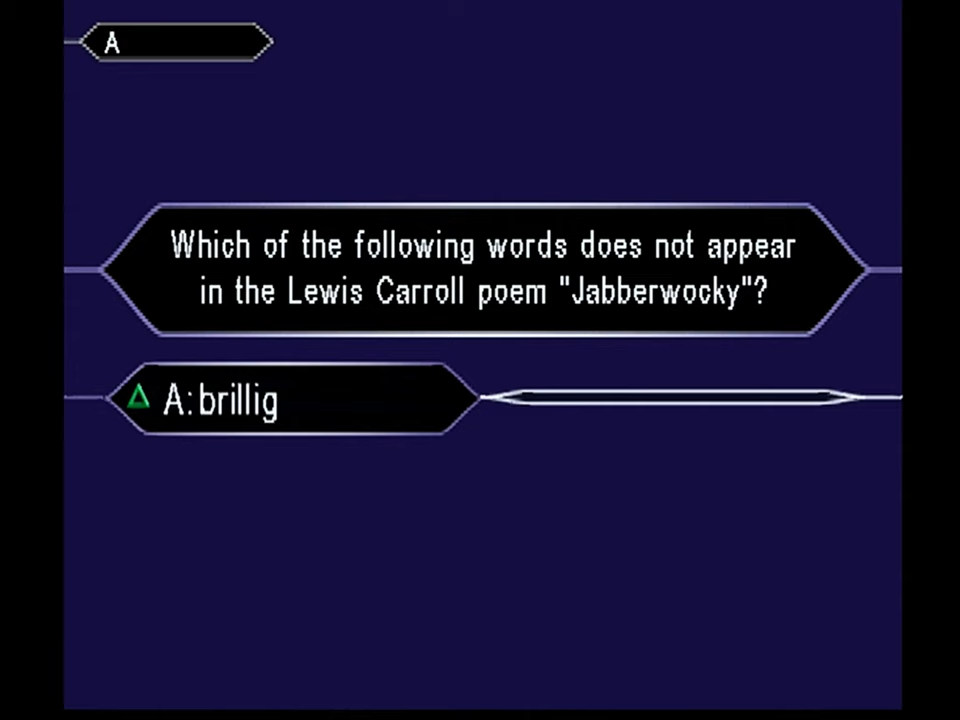 A
Which of the following words does not appear
in the Lewis Carroll poem "Jabberwocky"?
A: brillig